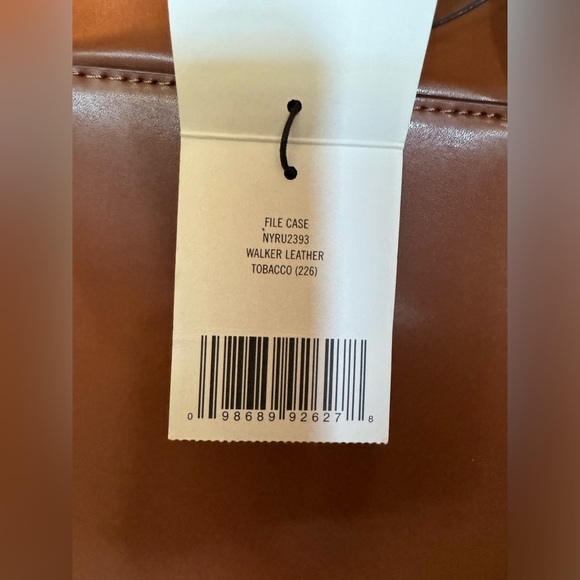 FILE CASE
NYRU2393
WALKER LEATHER
TOBACCO (226)
0 98689 92627 8